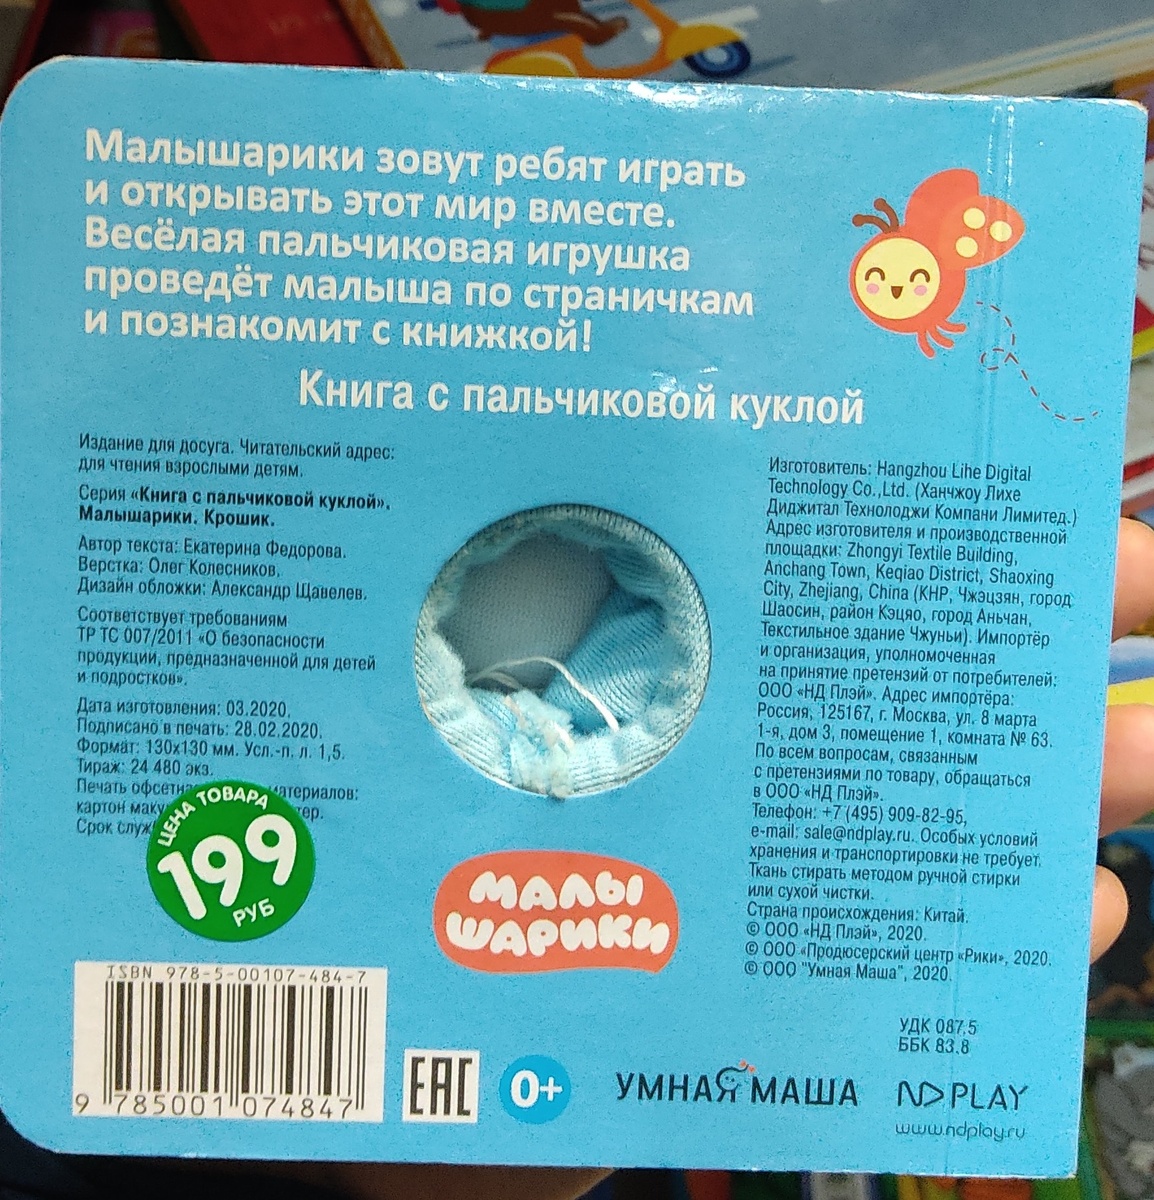 Малышарики зовут ребят играть
и открывать этот мир вместе.
Весёлая пальчиковая игрушка
проведёт малыша по страничкам
и познакомит с книжкой!
Книга с пальчиковой куклой
Издание для досуга. Читательский адрес:
для чтения взрослыми детям.
Серия «Книга с пальчиковой куклой».
Малышарики. Крошик.
Автор текста: Екатерина Федорова.
Верстка: Олег Колесников.
Дизайн обложки: Александр Щавелев.
Соответствует требованиям
ТР ТС 007/2011 «О безопасности
продукции, предназначенной для детей
и подростков».
Дата изготовления: 03.2020.
Подписано в печать: 28.02.2020.
Формат: 130х130 мм. Усл.-п. л. 1,5.
Тираж: 24 480 экз.
Печать
картон
Срок
ЦЕНА ТОВАРА
199
РУБ
Изготовитель: Hangzhou Lihe Digital
Technology Co.,Ltd. (Ханчжоу Лихе
Диджитал Технолоджи Компани Лимитед.)
Адрес изготовителя и производственной
площадки: Zhongyi Textile Building,
Anchang Town, Keqiao District, Shaoxing
City, Zhejiang, China (КНР, Чжэцзян, город
Шаосин, район Кэцяо, город Аньчан,
Текстильное здание Чжуньи). Импортёр
и организация, уполномоченная
на принятие претензий от потребителей:
ООО «НД Плэй». Адрес импортёра:
Россия, 125167, г. Москва, ул. 8 марта
1-я, дом 3, помещение 1, комната № 63.
По всем вопросам, связанным
с претензиями по товару, обращаться
в ООО «НД Плэй».
Телефон: +7 (495) 909-82-95,
e-mail: sale@ndplay.ru. Особых условий
хранения и транспортировки не требует.
Ткань стирать методом ручной стирки
или сухой чистки.
Страна происхождения: Китай.
© ООО «НД Плэй», 2020.
© ООО «Продюсерский центр «Рики», 2020.
© ООО "Умная Маша", 2020.
МАЛЫ
ШАРИКИ
ISBN 978-5-00107-484-7
9 785001 074847
ЕАС
0+
УМНАЯ МАША
УДК 087.5
ББК 83.8
ND PLAY
www.ndplay.ru